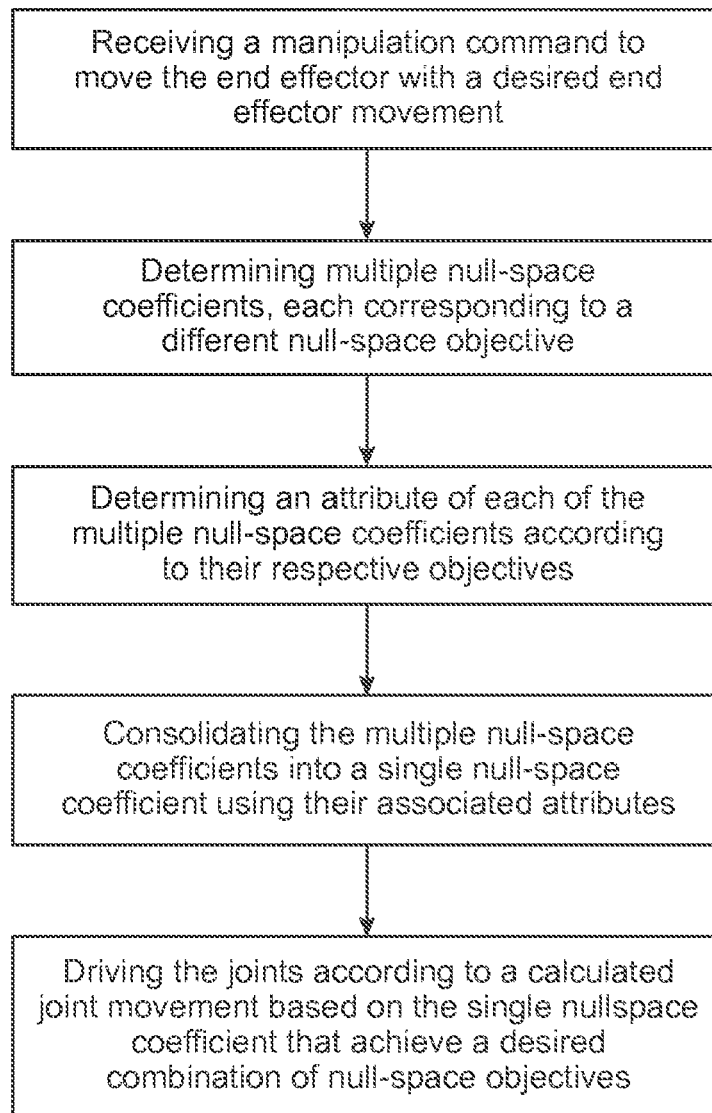 Receiving a manipulation command to
move the end effector with a desired end
effector movement
Determining multiple null-space
coefficients, each corresponding to a
different null-space objective
Determining an attribute of each of the
multiple null-space coefficients according
to their respective objectives
Consolidating the multiple null-space
coefficients into a single null-space
coefficient using their associated attributes
Driving the joints according to a calculated
joint movement based on the single nullspace
coefficient that achieve a desired
combination of null-space objectives